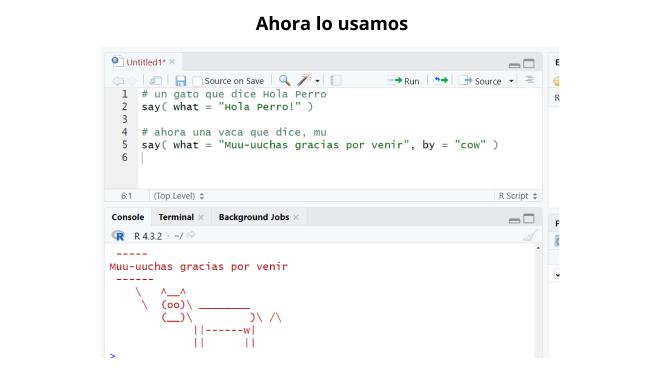 Ahora lo usamos
Untitled1*
Source on Save
Run
Source
1 # un gato que dice Hola Perro
2 say( what = "Hola Perro!" )
3
4 # ahora una vaca que dice, mu
5 say( what = "Muu-uuchas gracias por venir", by = "cow" )
6
6:1 (Top Level) R Script
Console Terminal Background Jobs
R 4.3.2 · ~/
-----
Muu-uuchas gracias por venir
------
    \   ^__^
     \  (oo)\ ________
        (__)\         )\ /\
             ||------w|
             ||      ||
>